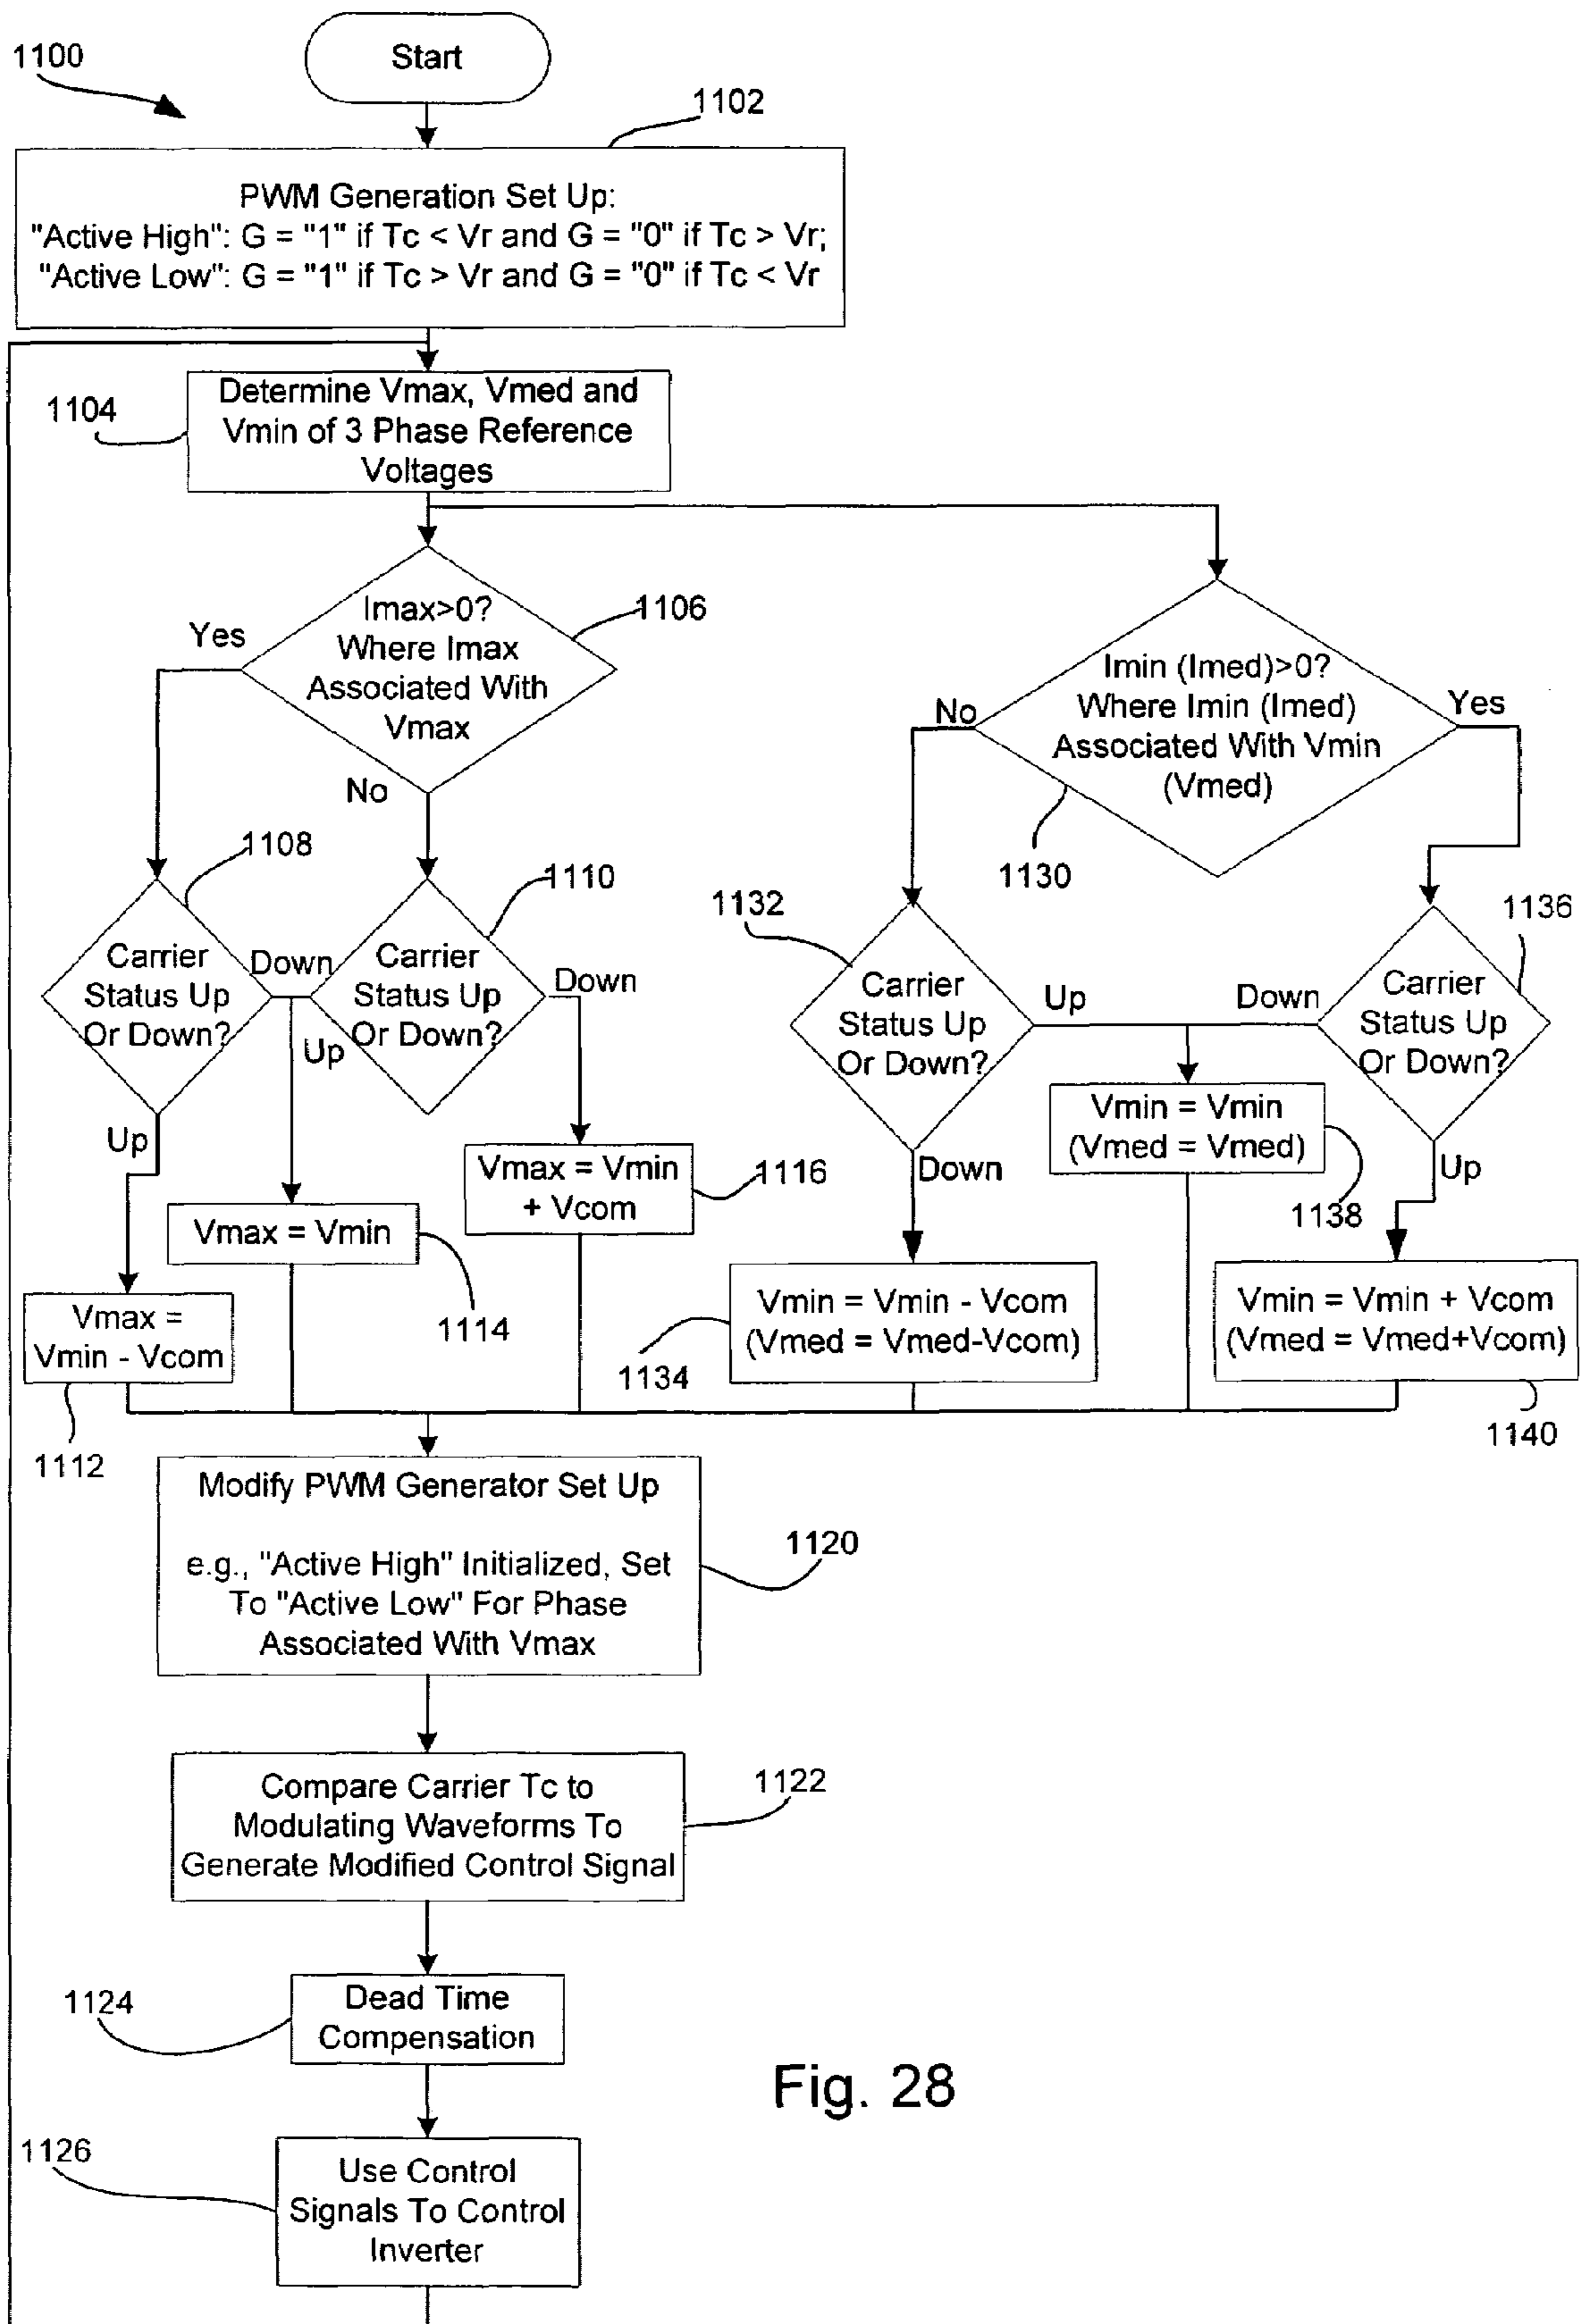 1100
Start
1102
PWM Generation Set Up:
"Active High": G = "1" if Tc < Vr and G = "0" if Tc > Vr;
"Active Low": G = "1" if Tc > Vr and G = "0" if Tc < Vr
1104
Determine Vmax, Vmed and
Vmin of 3 Phase Reference
Voltages
Yes
Imax>0?
Where Imax
Associated With
Vmax
1106
No
No
Imin (Imed)>0?
Where Imin (Imed)
Associated With Vmin
(Vmed)
Yes
1130
1108
Carrier
Status Up
Or Down?
Down
Up
1110
Carrier
Status Up
Or Down?
Down
Up
1132
Carrier
Status Up
Or Down?
Up
Down
Down
1136
Carrier
Status Up
Or Down?
Up
Vmin = Vmin
(Vmed = Vmed)
1138
Vmax = Vmin
+ Vcom
1116
Vmax = Vmin
1114
Vmax =
Vmin - Vcom
1112
Vmin = Vmin - Vcom
(Vmed = Vmed-Vcom)
1134
Vmin = Vmin + Vcom
(Vmed = Vmed+Vcom)
1140
Modify PWM Generator Set Up
e.g., "Active High" Initialized, Set
To "Active Low" For Phase
Associated With Vmax
1120
Compare Carrier Tc to
Modulating Waveforms To
Generate Modified Control Signal
1122
1124
Dead Time
Compensation
1126
Use Control
Signals To Control
Inverter
Fig. 28